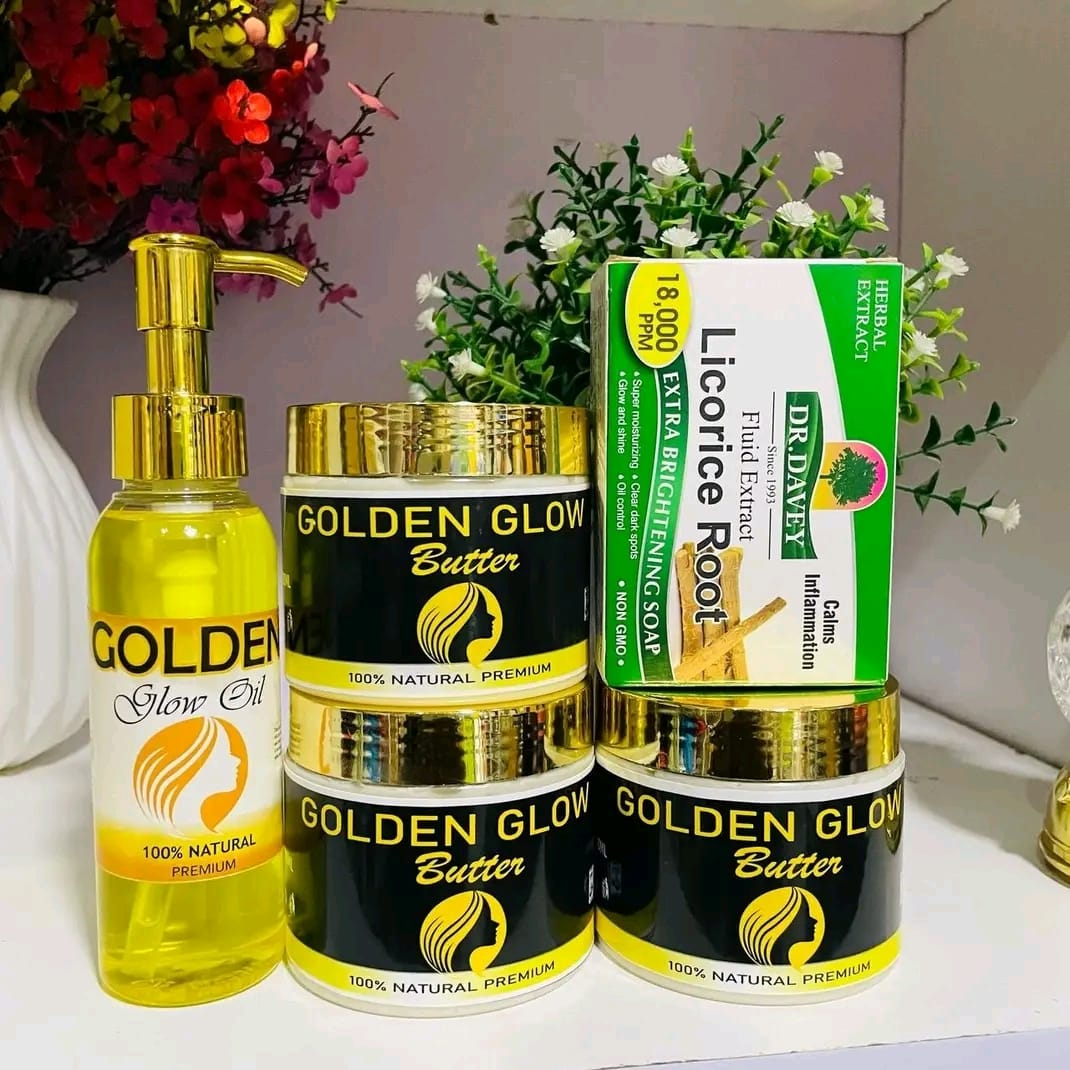 GOLDEN
Glow Oil
100% NATURAL
PREMIUM
GOLDEN GLOW
Butter
100% NATURAL PREMIUM
GOLDEN GLOW
Butter
100% NATURAL PREMIUM
GOLDEN GLOW
Butter
100% NATURAL PREMIUM
HERBAL
EXTRACT
DR.DAVEY
Since 1993
Calms
Inflammation
Fluid Extract
Licorice Root
18,000
PPM
EXTRA BRIGHTENING SOAP
• Super moisturizing • Clear dark spots
• Glow and shine • Oil control
• NON GMO •